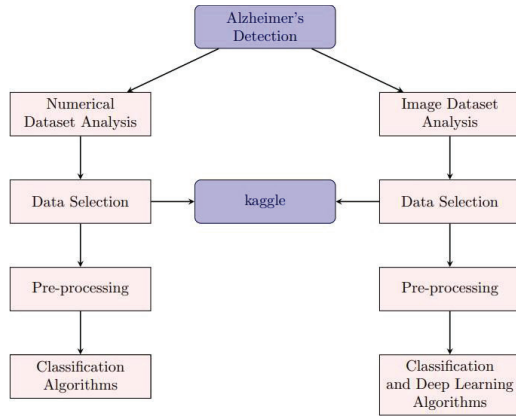 Alzheimer's
Detection
Numerical
Dataset Analysis
Image Dataset
Analysis
Data Selection
kaggle
Data Selection
Pre-processing
Pre-processing
Classification
Algorithms
Classification
and Deep Learning
Algorithms